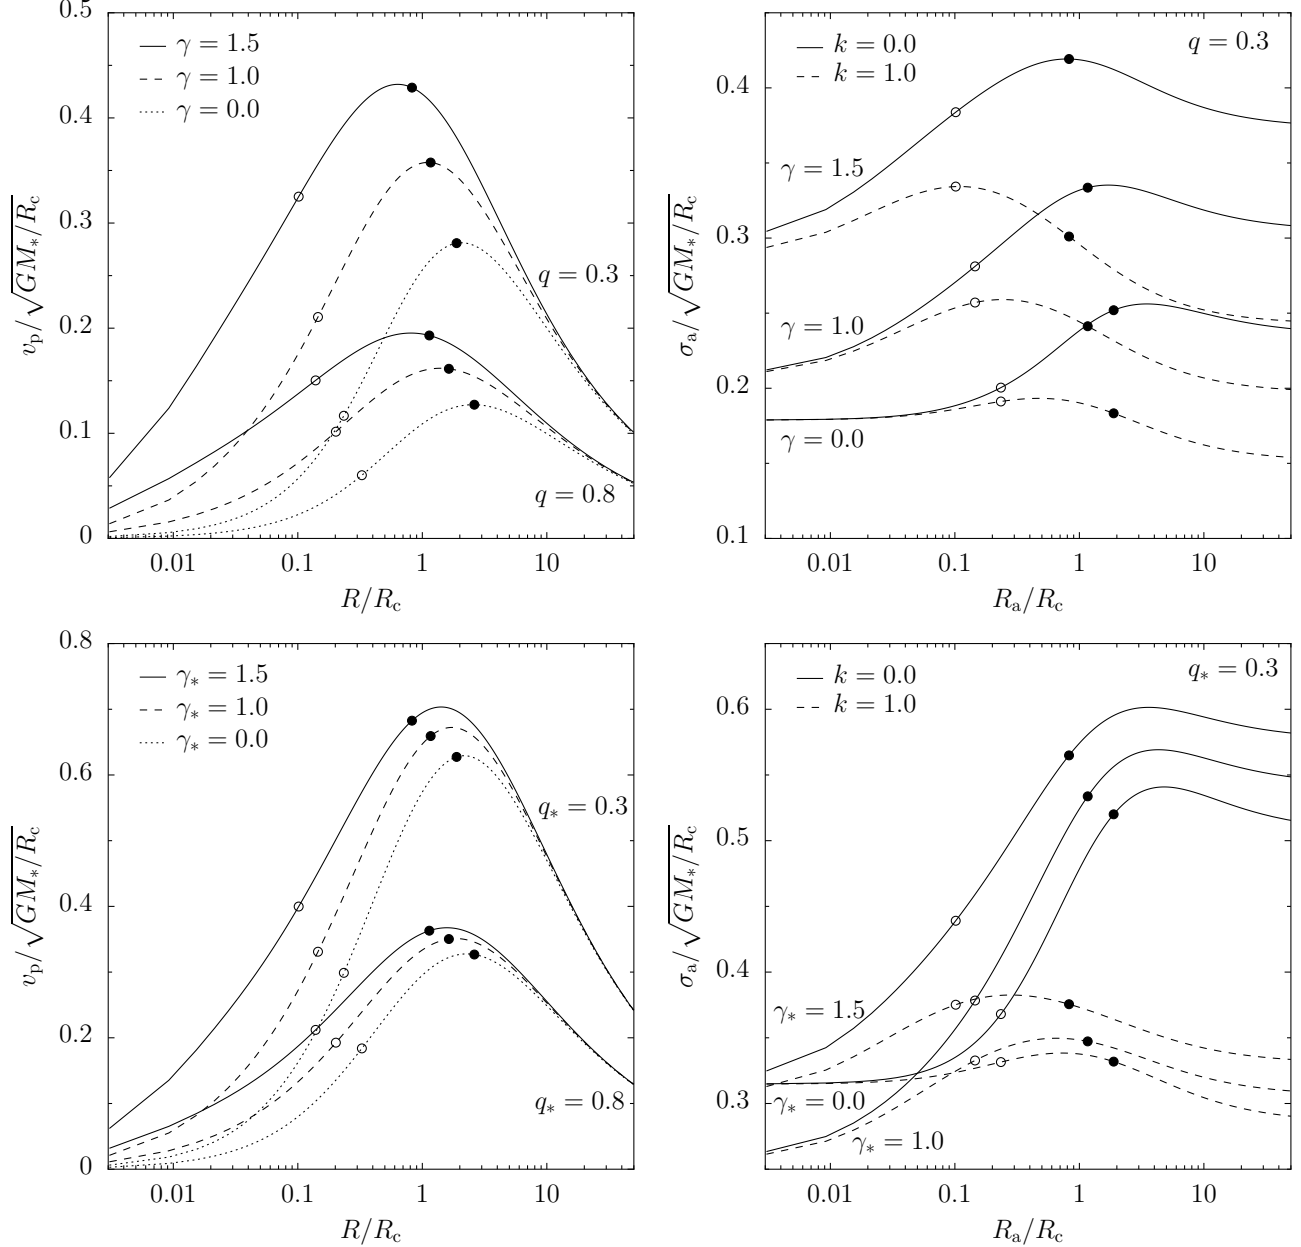 0.5
0.4
0.3
0.2
0.1
0
v_p/√GM_*/R_c
γ = 1.5
γ = 1.0
γ = 0.0
q = 0.3
q = 0.8
0.01 0.1 1 10
R/R_c
0.4
0.3
0.2
0.1
σ_a/√GM_*/R_c
k = 0.0
k = 1.0
q = 0.3
γ = 1.5
γ = 1.0
γ = 0.0
0.01 0.1 1 10
R_a/R_c
0.8
0.6
0.4
0.2
0
v_p/√GM_*/R_c
γ_* = 1.5
γ_* = 1.0
γ_* = 0.0
q_* = 0.3
q_* = 0.8
0.01 0.1 1 10
R/R_c
0.6
0.5
0.4
0.3
σ_a/√GM_*/R_c
k = 0.0
k = 1.0
q_* = 0.3
γ_* = 1.5
γ_* = 0.0
γ_* = 1.0
0.01 0.1 1 10
R_a/R_c